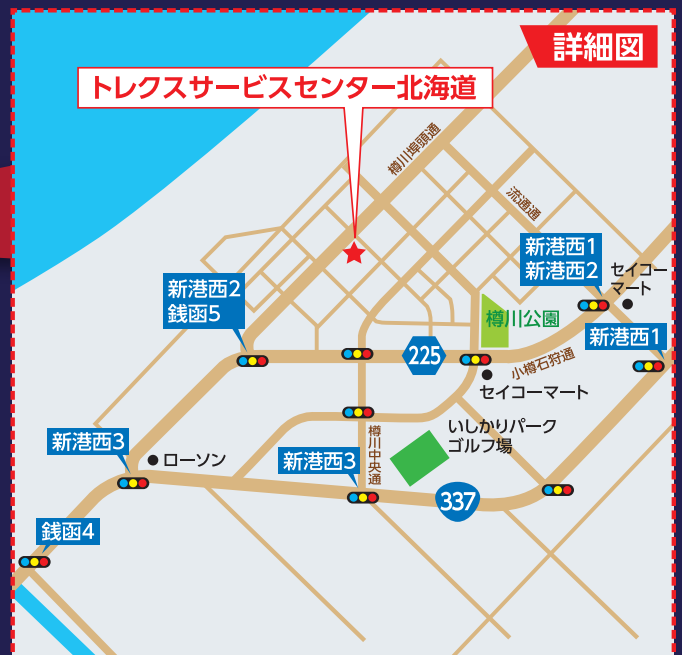 詳細図
トレクスサービスセンター北海道
樽川埠頭通
流通通
新港西1
新港西2
セイコー
マート
新港西2
銭函5
樽川公園
新港西1
225
小樽石狩通
セイコーマート
いしかりパーク
ゴルフ場
樽川中央通
新港西3
ローソン
新港西3
337
銭函4